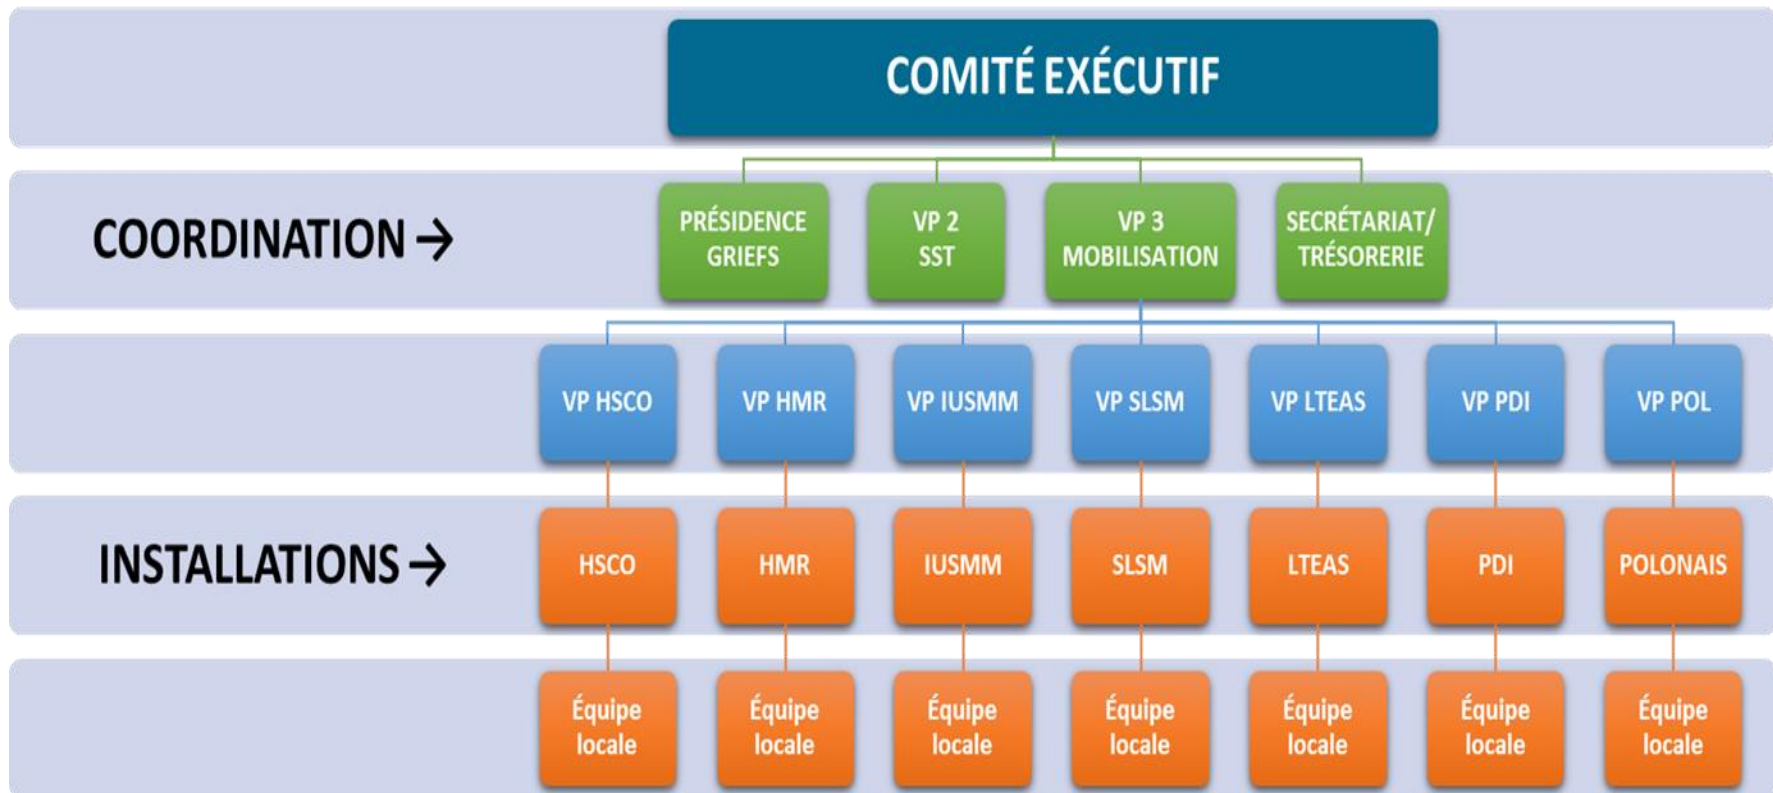 COMITÉ EXÉCUTIF
COORDINATION →
PRÉSIDENCE
GRIEFS
VP 2
SST
VP 3
MOBILISATION
SECRÉTARIAT/
TRÉSORERIE
VP HSCO
VP HMR
VP IUSMM
VP SLSM
VP LTEAS
VP PDI
VP POL
INSTALLATIONS →
HSCO
HMR
IUSMM
SLSM
LTEAS
PDI
POLONAIS
Équipe
locale
Équipe
locale
Équipe
locale
Équipe
locale
Équipe
locale
Équipe
locale
Équipe
locale